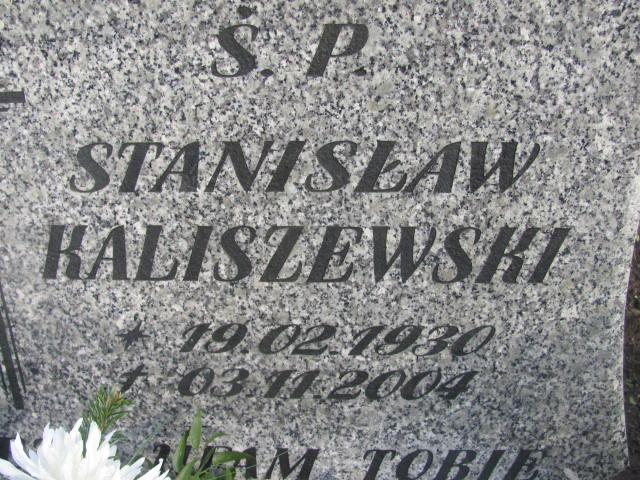 Ś. P.
STANISŁAW
KALISZEWSKI
* 19.02.1930
† 03.11.2004
TOBIE